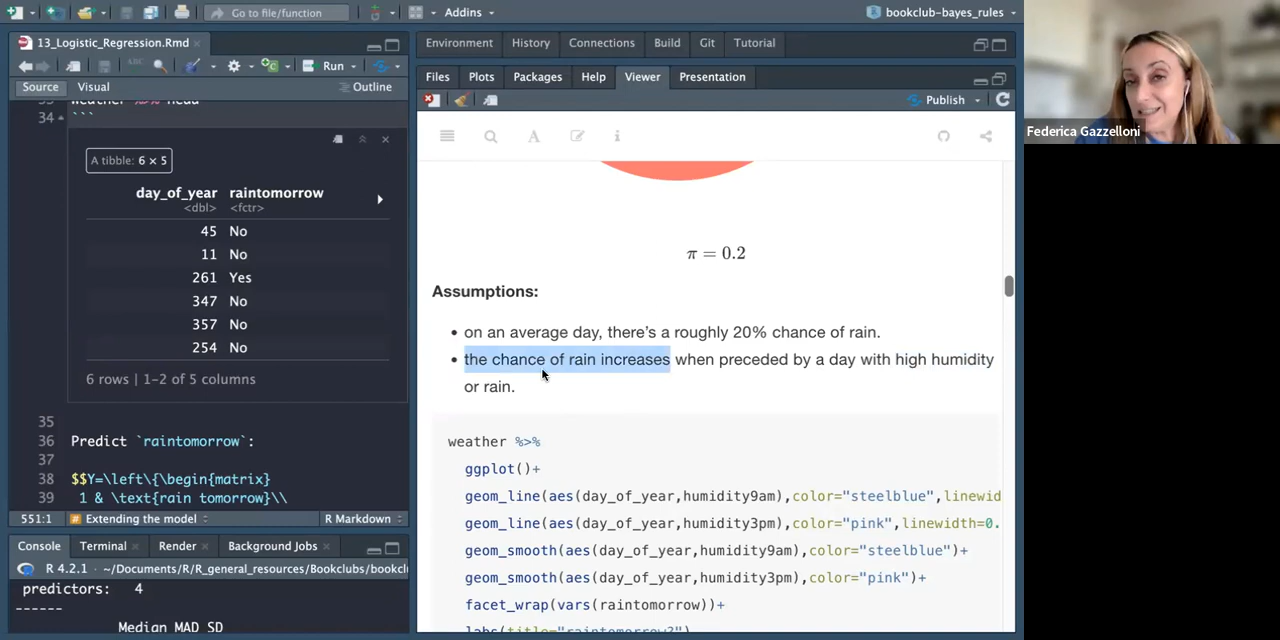 Go to file/function
Addins
bookclub-bayes_rules
13_Logistic_Regression.Rmd
Run
Source
Visual
Outline
34
```
A tibble: 6 × 5
day_of_year raintomorrow
<dbl> <fctr>
45 No
11 No
261 Yes
347 No
357 No
254 No
6 rows | 1-2 of 5 columns
35
36 Predict `raintomorrow`:
37
38 $$Y=\left\{\begin{matrix}
39 1 & \text{rain tomorrow}\\
551:1
Extending the model
R Markdown
Console
Terminal
Render
Background Jobs
R 4.2.1 · ~/Documents/R/R_general_resources/Bookclubs/bookcl
predictors: 4
------
Median MAD SD
Environment
History
Connections
Build
Git
Tutorial
Files
Plots
Packages
Help
Viewer
Presentation
Publish
π = 0.2
Assumptions:
• on an average day, there's a roughly 20% chance of rain.
• the chance of rain increases when preceded by a day with high humidity
or rain.
weather %>%
ggplot()+
geom_line(aes(day_of_year,humidity9am),color="steelblue",linewid
geom_line(aes(day_of_year,humidity3pm),color="pink",linewidth=0.
geom_smooth(aes(day_of_year,humidity9am),color="steelblue")+
geom_smooth(aes(day_of_year,humidity3pm),color="pink")+
facet_wrap(vars(raintomorrow))+
labs(title="raintomorrow?")
Federica Gazzelloni